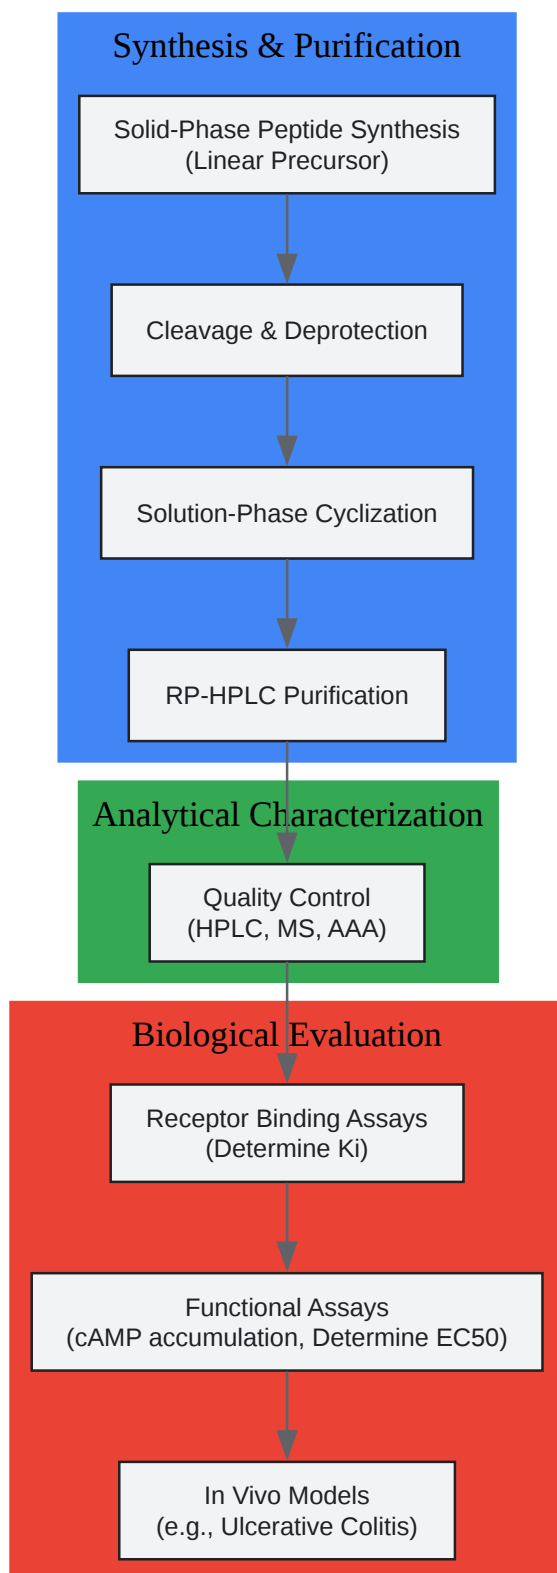 Synthesis & Purification
Solid-Phase Peptide Synthesis
(Linear Precursor)
Cleavage & Deprotection
Solution-Phase Cyclization
RP-HPLC Purification
Analytical Characterization
Quality Control
(HPLC, MS, AAA)
Biological Evaluation
Receptor Binding Assays
(Determine Ki)
Functional Assays
(cAMP accumulation, Determine EC50)
In Vivo Models
(e.g., Ulcerative Colitis)